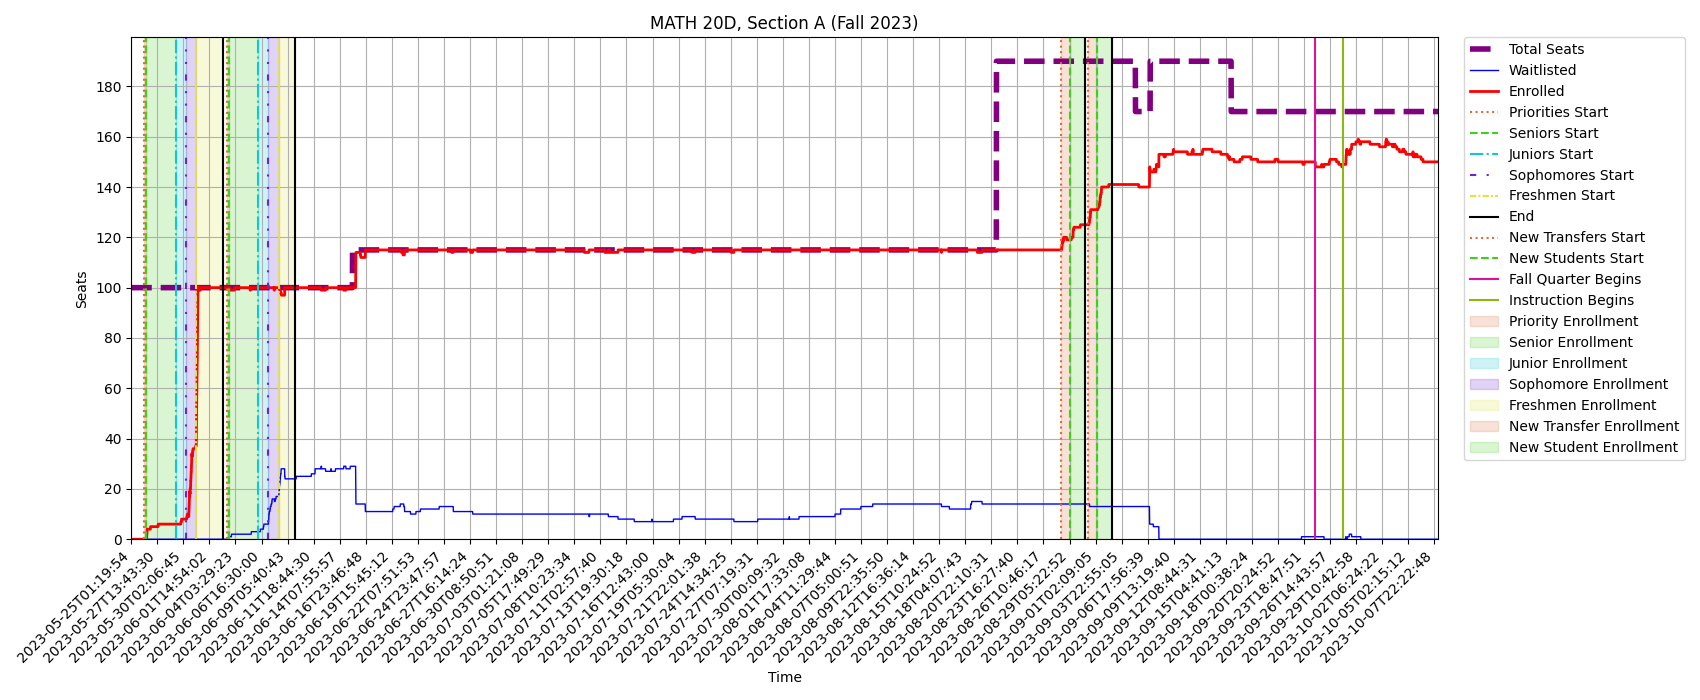 MATH 20D, Section A (Fall 2023)
Seats
180
160
140
120
100
80
60
40
20
0
2023-05-25T01:19:54
2023-05-27T13:43:30
2023-05-30T02:06:45
2023-06-01T14:54:02
2023-06-04T03:29:23
2023-06-06T16:30:00
2023-06-09T05:40:43
2023-06-11T18:44:30
2023-06-14T07:55:57
2023-06-16T23:46:48
2023-06-19T15:45:12
2023-06-22T07:51:53
2023-06-24T23:47:57
2023-06-27T16:14:24
2023-06-30T08:50:51
2023-07-03T01:21:08
2023-07-05T17:49:29
2023-07-08T10:23:34
2023-07-11T02:57:40
2023-07-13T19:30:18
2023-07-16T12:43:00
2023-07-19T05:30:04
2023-07-21T22:01:38
2023-07-24T14:34:25
2023-07-27T07:19:31
2023-07-30T00:09:32
2023-08-01T17:33:08
2023-08-04T11:29:44
2023-08-07T05:00:51
2023-08-09T22:35:50
2023-08-12T16:36:14
2023-08-15T10:24:52
2023-08-18T04:07:43
2023-08-20T22:10:31
2023-08-23T16:27:40
2023-08-26T10:46:17
2023-08-29T05:22:52
2023-09-01T02:09:05
2023-09-03T22:55:05
2023-09-06T17:56:39
2023-09-09T13:19:40
2023-09-12T08:44:31
2023-09-15T04:41:13
2023-09-18T00:38:24
2023-09-20T20:24:52
2023-09-23T18:47:51
2023-09-26T14:43:57
2023-09-29T10:42:58
2023-10-02T06:24:22
2023-10-05T02:15:12
2023-10-07T22:22:48
Time
Total Seats
Waitlisted
Enrolled
Priorities Start
Seniors Start
Juniors Start
Sophomores Start
Freshmen Start
End
New Transfers Start
New Students Start
Fall Quarter Begins
Instruction Begins
Priority Enrollment
Senior Enrollment
Junior Enrollment
Sophomore Enrollment
Freshmen Enrollment
New Transfer Enrollment
New Student Enrollment